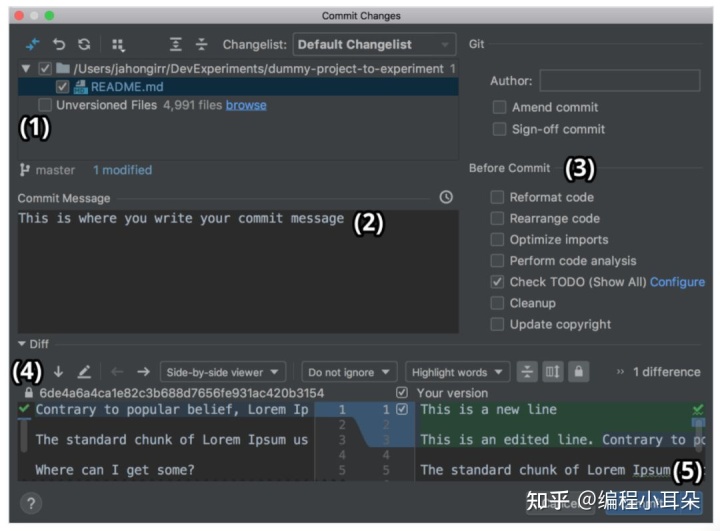 Commit Changes
Changelist: Default Changelist
/Users/jahongirr/DevExperiments/dummy-project-to-experiment 1
README.md
Unversioned Files 4,991 files browse
(1)
master 1 modified
Commit Message
This is where you write your commit message (2)
Git
Author:
Amend commit
Sign-off commit
Before Commit (3)
Reformat code
Rearrange code
Optimize imports
Perform code analysis
Check TODO (Show All) Configure
Cleanup
Update copyright
Diff
(4) Side-by-side viewer Do not ignore Highlight words 1 difference
6de4a6a4ca1e82c3b688d7656fe931ac420b3154 Your version
Contrary to popular belief, Lorem Ip 1 1 This is a new line
2 2
The standard chunk of Lorem Ipsum us 3 3 This is an edited line. Contrary to po
4 4
Where can I get some? 5 5 The standard chunk of Lorem Ipsum (5)
?
知乎 @编程小耳朵